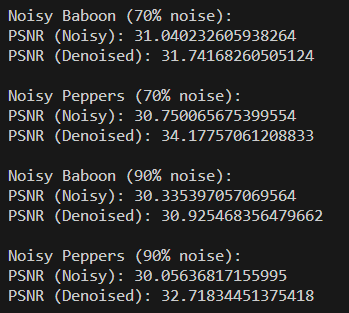 Noisy Baboon (70% noise):
PSNR (Noisy): 31.040232605938264
PSNR (Denoised): 31.74168260505124
Noisy Peppers (70% noise):
PSNR (Noisy): 30.750065675399554
PSNR (Denoised): 34.17757061208833
Noisy Baboon (90% noise):
PSNR (Noisy): 30.335397057069564
PSNR (Denoised): 30.925468356479662
Noisy Peppers (90% noise):
PSNR (Noisy): 30.05636817155995
PSNR (Denoised): 32.71834451375418